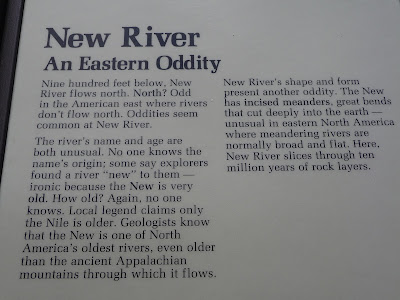 New River
An Eastern Oddity
Nine hundred feet below, New
River flows north. North? Odd
in the American east where rivers
don't flow north. Oddities seem
common at New River.
The river's name and age are
both unusual. No one knows the
name's origin; some say explorers
found a river "new" to them —
ironic because the New is very
old. How old? Again, no one
knows. Local legend claims only
the Nile is older. Geologists know
that the New is one of North
America's oldest rivers, even older
than the ancient Appalachian
mountains through which it flows.
New River's shape and form
present another oddity. The New
has incised meanders, great bends
that cut deeply into the earth —
unusual in eastern North America
where meandering rivers are
normally broad and flat. Here,
New River slices through ten
million years of rock layers.